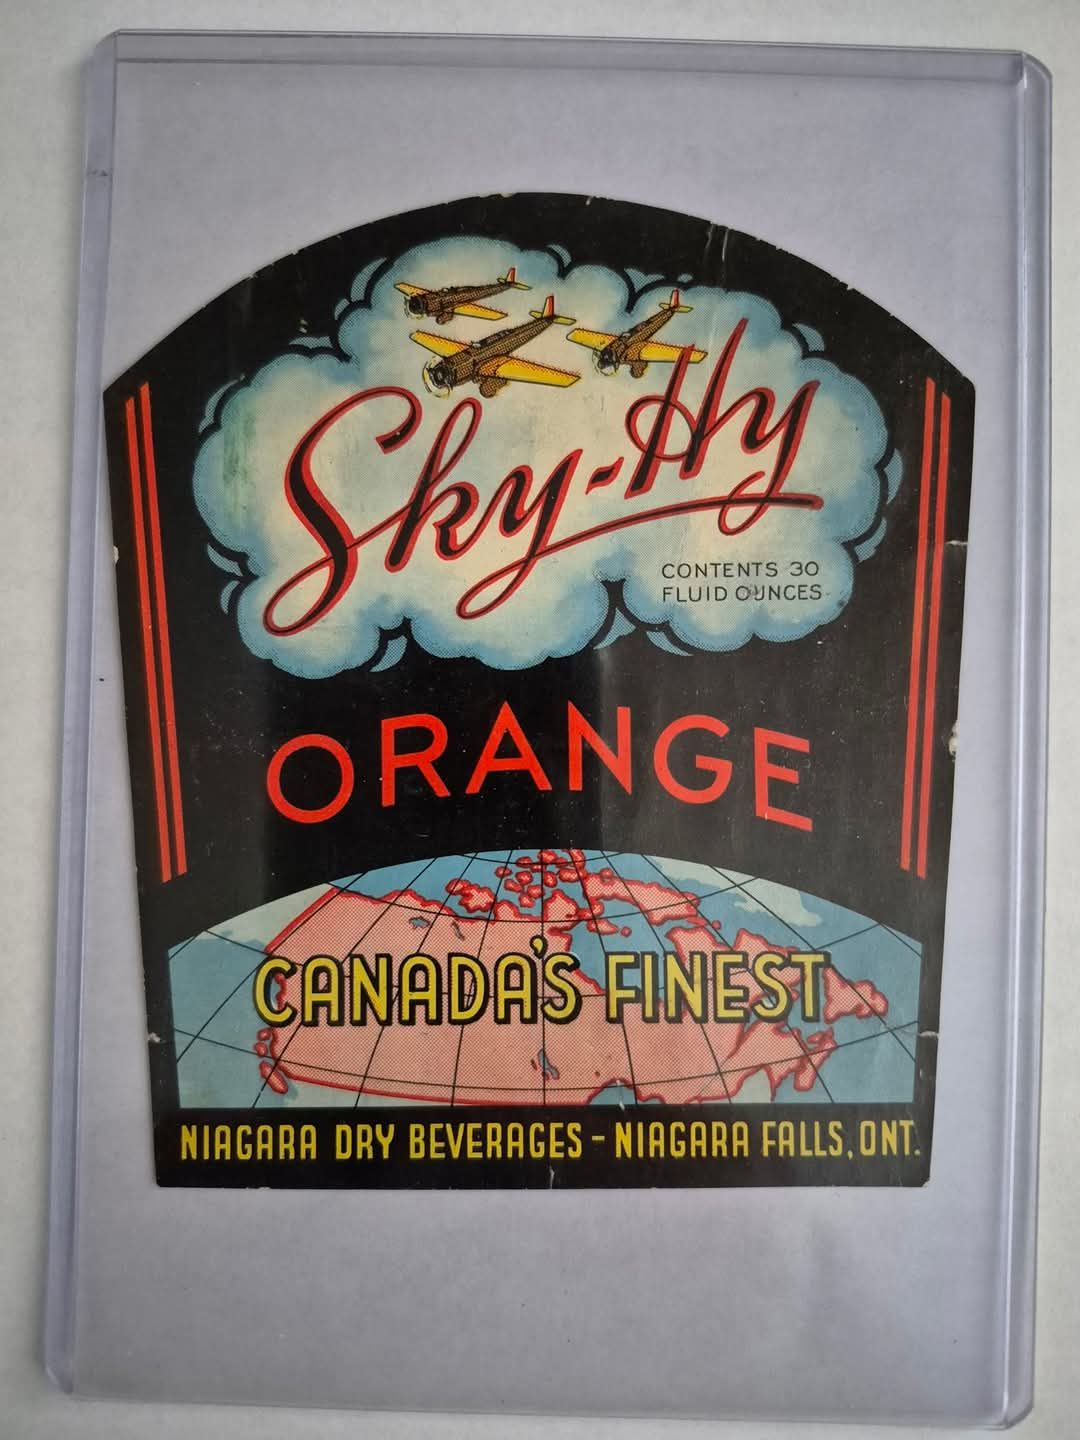 Sky-Hy
CONTENTS 30
FLUID OUNCES
ORANGE
CANADA'S FINEST
NIAGARA DRY BEVERAGES - NIAGARA FALLS, ONT.